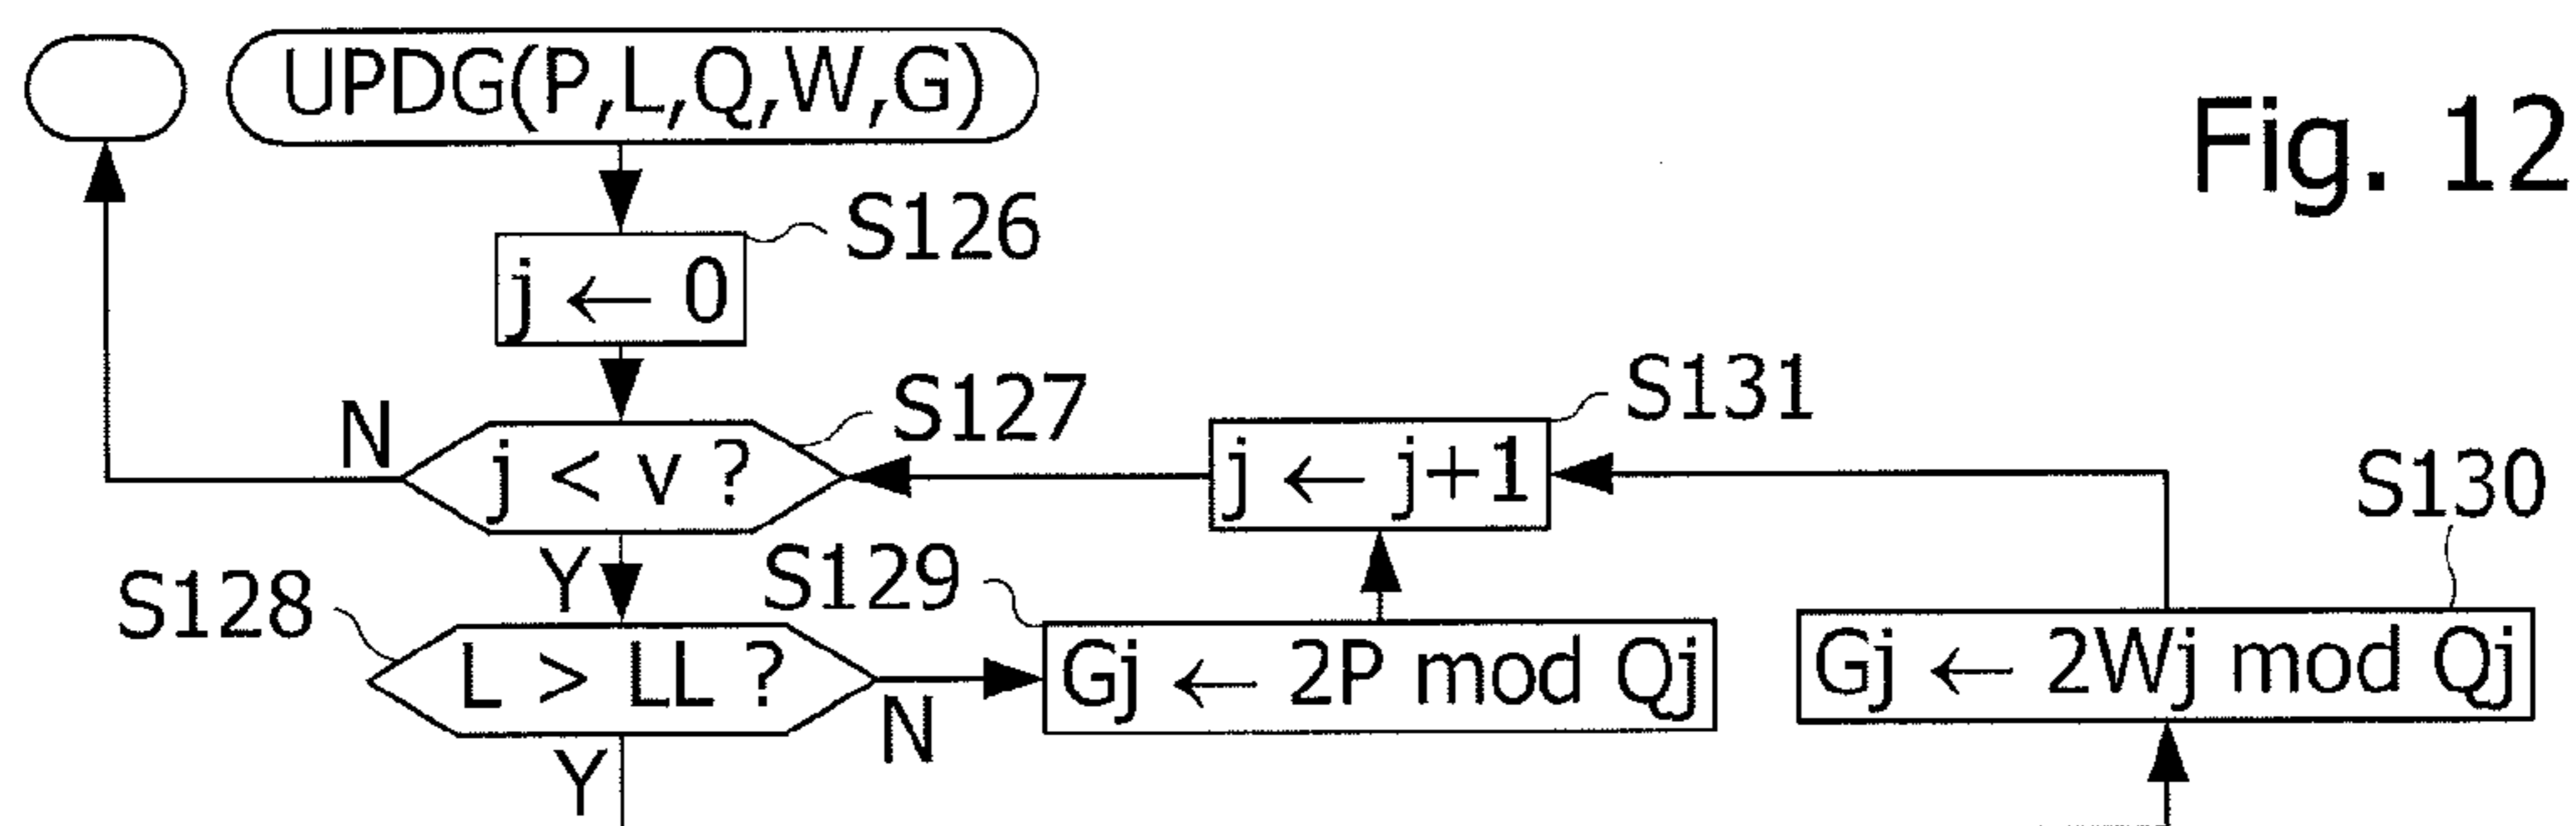 UPDG(P,L,Q,W,G)
Fig. 12
S126
j ← 0
S127
S131
N
j < v ?
j ← j+1
S130
Y
S128
S129
L > LL ?
Gj ← 2P mod Qj
Gj ← 2Wj mod Qj
N
Y